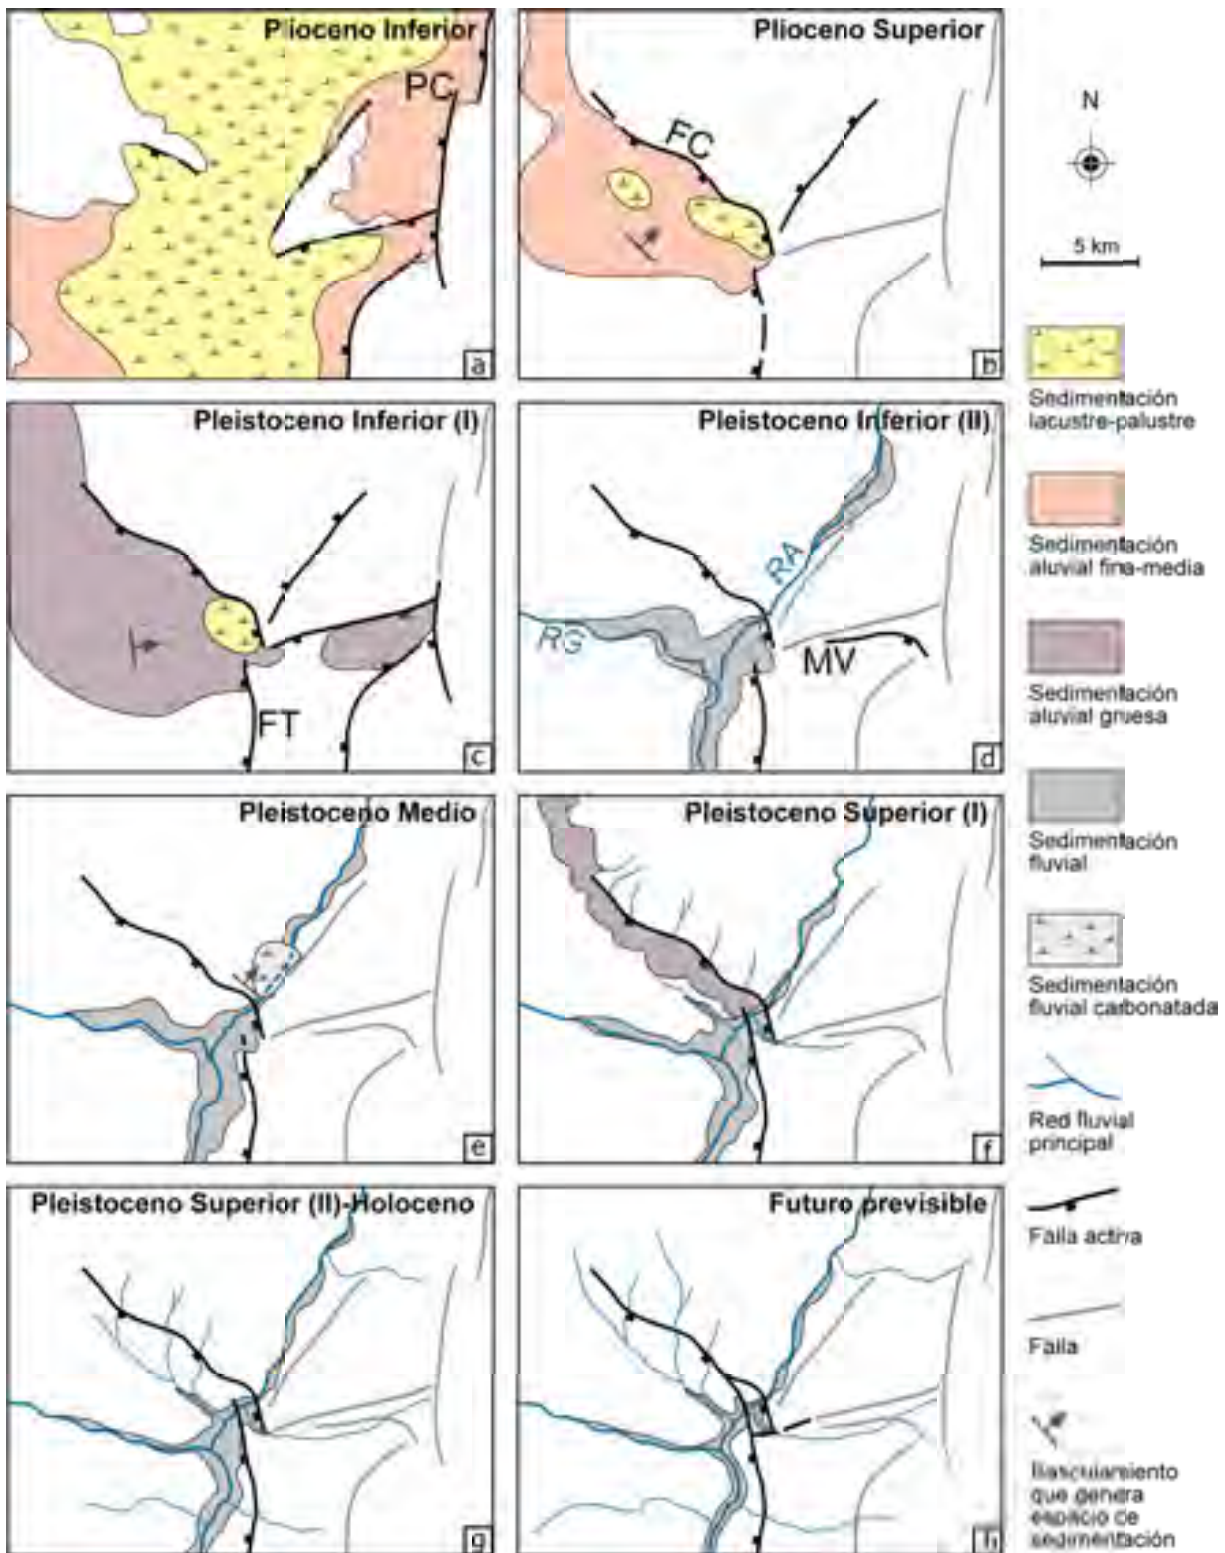 Plioceno Inferior
PC
a
Plioceno Superior
FC
b
N
5 km
Pleistoceno Inferior (I)
FT
c
Pleistoceno Inferior (II)
RA
RG
MV
d
Pleistoceno Medio
e
Pleistoceno Superior (I)
f
Pleistoceno Superior (II)-Holoceno
g
Futuro previsible
h
Sedimentación
lacustre-palustre
Sedimentación
aluvial fina-media
Sedimentación
aluvial gruesa
Sedimentación
fluvial
Sedimentación
fluvial carbonatada
Red fluvial
principal
Falla activa
Falla
Basculamiento
que genera
espacio de
sedimentación